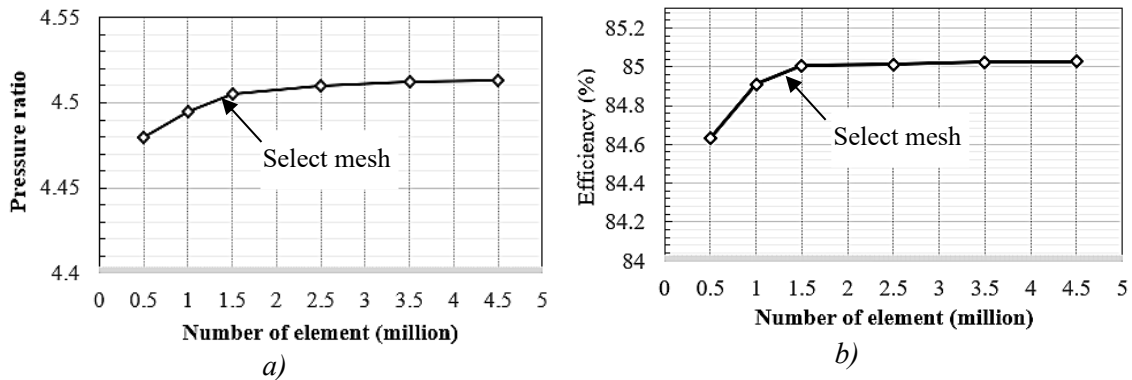 4.55
4.5
4.45
4.4
Pressure ratio
Select mesh
0 0.5 1 1.5 2 2.5 3 3.5 4 4.5 5
Number of element (million)
a)
85.2
85
84.8
84.6
84.4
84.2
84
Efficiency (%)
Select mesh
0 0.5 1 1.5 2 2.5 3 3.5 4 4.5 5
Number of element (million)
b)